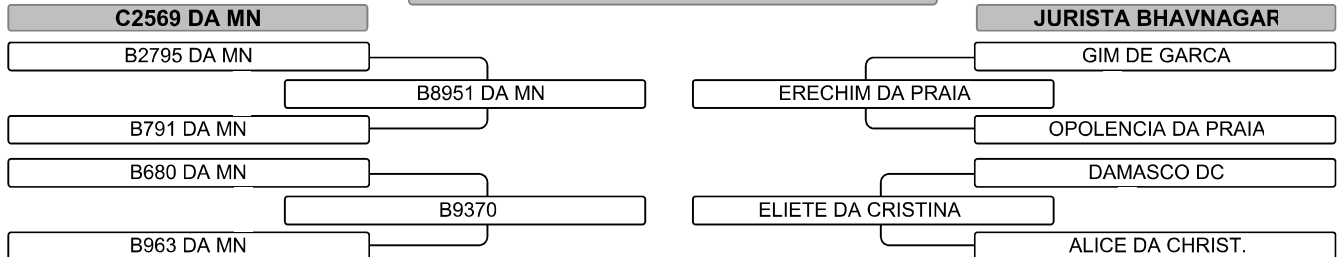 C2569 DA MN
JURISTA BHAVNAGAR
B2795 DA MN
GIM DE GARCA
B8951 DA MN
ERECHIM DA PRAIA
B791 DA MN
OPOLENCIA DA PRAIA
B680 DA MN
DAMASCO DC
B9370
ELIETE DA CRISTINA
B963 DA MN
ALICE DA CHRIST.